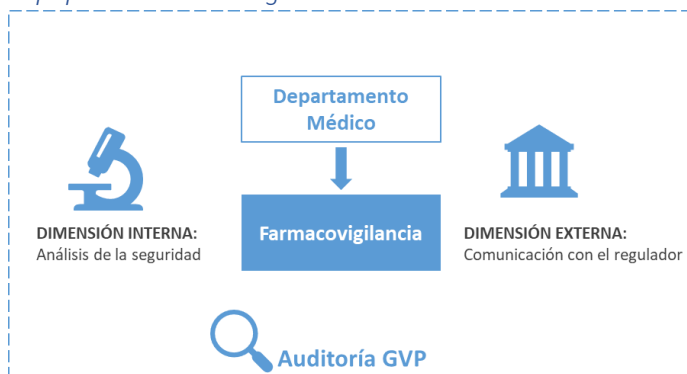 Departamento
Médico
DIMENSIÓN INTERNA:
Análisis de la seguridad
Farmacovigilancia
DIMENSIÓN EXTERNA:
Comunicación con el regulador
Auditoría GVP